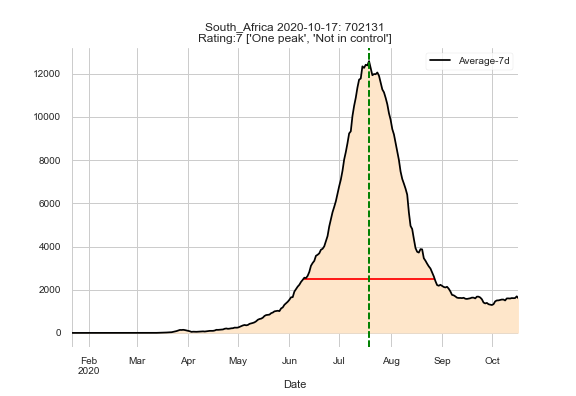 South_Africa 2020-10-17: 702131
Rating:7 ['One peak', 'Not in control']
Average-7d
12000
10000
8000
6000
4000
2000
0
Feb Mar Apr May Jun Jul Aug Sep Oct
2020
Date